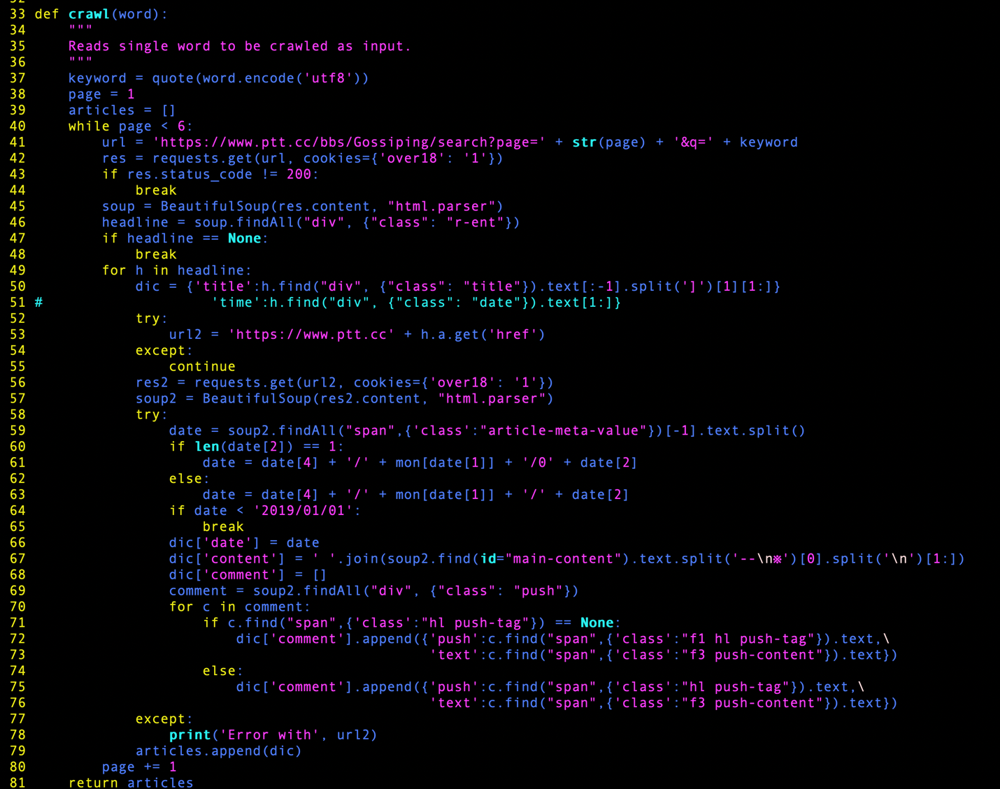 33 def crawl(word):
34     """
35     Reads single word to be crawled as input.
36     """
37     keyword = quote(word.encode('utf8'))
38     page = 1
39     articles = []
40     while page < 6:
41         url = 'https://www.ptt.cc/bbs/Gossiping/search?page=' + str(page) + '&q=' + keyword
42         res = requests.get(url, cookies={'over18': '1'})
43         if res.status_code != 200:
44             break
45         soup = BeautifulSoup(res.content, "html.parser")
46         headline = soup.findAll("div", {"class": "r-ent"})
47         if headline == None:
48             break
49         for h in headline:
50             dic = {'title':h.find("div", {"class": "title"}).text[:-1].split(']')[1][1:]}
51 #                    'time':h.find("div", {"class": "date"}).text[1:]}
52             try:
53                 url2 = 'https://www.ptt.cc' + h.a.get('href')
54             except:
55                 continue
56             res2 = requests.get(url2, cookies={'over18': '1'})
57             soup2 = BeautifulSoup(res2.content, "html.parser")
58             try:
59                 date = soup2.findAll("span",{'class':"article-meta-value"})[-1].text.split()
60                 if len(date[2]) == 1:
61                     date = date[4] + '/' + mon[date[1]] + '/0' + date[2]
62                 else:
63                     date = date[4] + '/' + mon[date[1]] + '/' + date[2]
64                 if date < '2019/01/01':
65                     break
66                 dic['date'] = date
67                 dic['content'] = ' '.join(soup2.find(id="main-content").text.split('--\n※')[0].split('\n')[1:])
68                 dic['comment'] = []
69                 comment = soup2.findAll("div", {"class": "push"})
70                 for c in comment:
71                     if c.find("span",{'class':"hl push-tag"}) == None:
72                         dic['comment'].append({'push':c.find("span",{'class':"f1 hl push-tag"}).text,\
73                                                'text':c.find("span",{'class':"f3 push-content"}).text})
74                     else:
75                         dic['comment'].append({'push':c.find("span",{'class':"hl push-tag"}).text,\
76                                                'text':c.find("span",{'class':"f3 push-content"}).text})
77             except:
78                 print('Error with', url2)
79             articles.append(dic)
80         page += 1
81     return articles